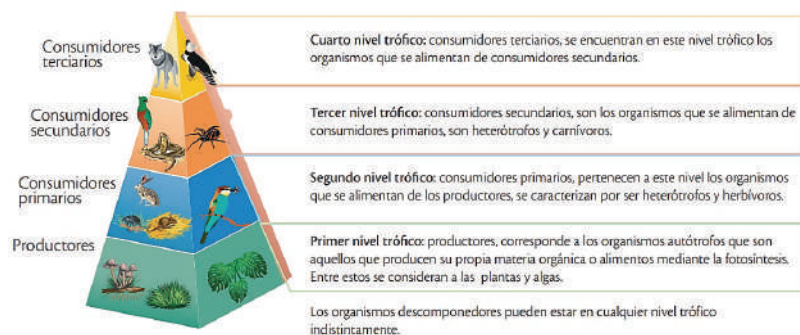 Consumidores
terciarios
Cuarto nivel trófico: consumidores terciarios, se encuentran en este nivel trófico los
organismos que se alimentan de consumidores secundarios.
Consumidores
secundarios
Tercer nivel trófico: consumidores secundarios, son los organismos que se alimentan de
consumidores primarios, son heterótrofos y carnívoros.
Consumidores
primarios
Segundo nivel trófico: consumidores primarios, pertenecen a este nivel los organismos
que se alimentan de los productores, se caracterizan por ser heterótrofos y herbívoros.
Productores
Primer nivel trófico: productores, corresponde a los organismos autótrofos que son
aquellos que producen su propia materia orgánica o alimentos mediante la fotosíntesis.
Entre estos se consideran a las plantas y algas.
Los organismos descomponedores pueden estar en cualquier nivel trófico
indistintamente.